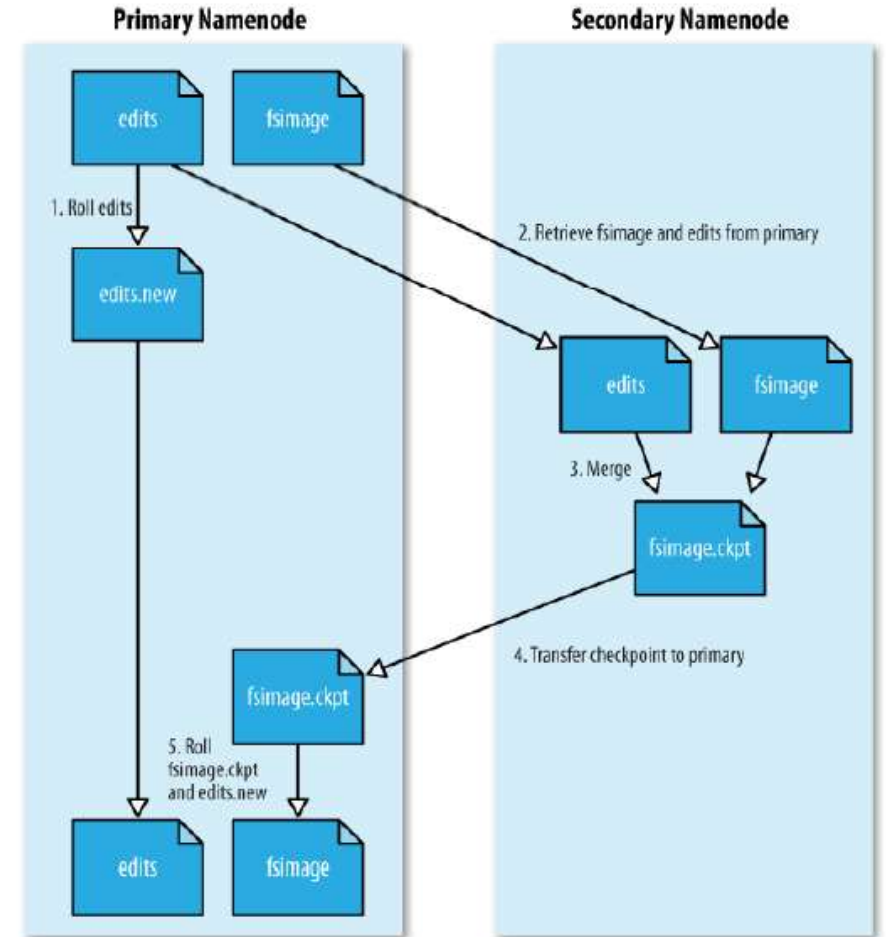 Primary Namenode
Secondary Namenode
edits
fsimage
1. Roll edits
2. Retrieve fsimage and edits from primary
edits.new
edits
fsimage
3. Merge
fsimage.ckpt
4. Transfer checkpoint to primary
fsimage.ckpt
5. Roll
fsimage.ckpt
and edits.new
edits
fsimage